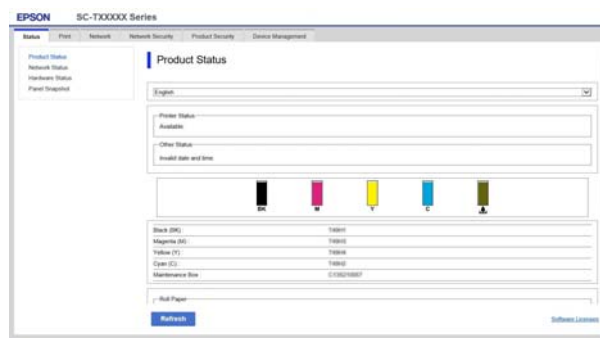 EPSON SC-TXXXXX Series
Status Print Network Network Security Product Security Device Management
Product Status
Network Status
Hardware Status
Panel Snapshot
Product Status
English
Printer Status
Available
Other Status
Invalid date and time
BK M Y C
Black (BK) :
Magenta (M) :
Yellow (Y) :
Cyan (C) :
Maintenance Box :
Roll Paper
Refresh
Software Licenses